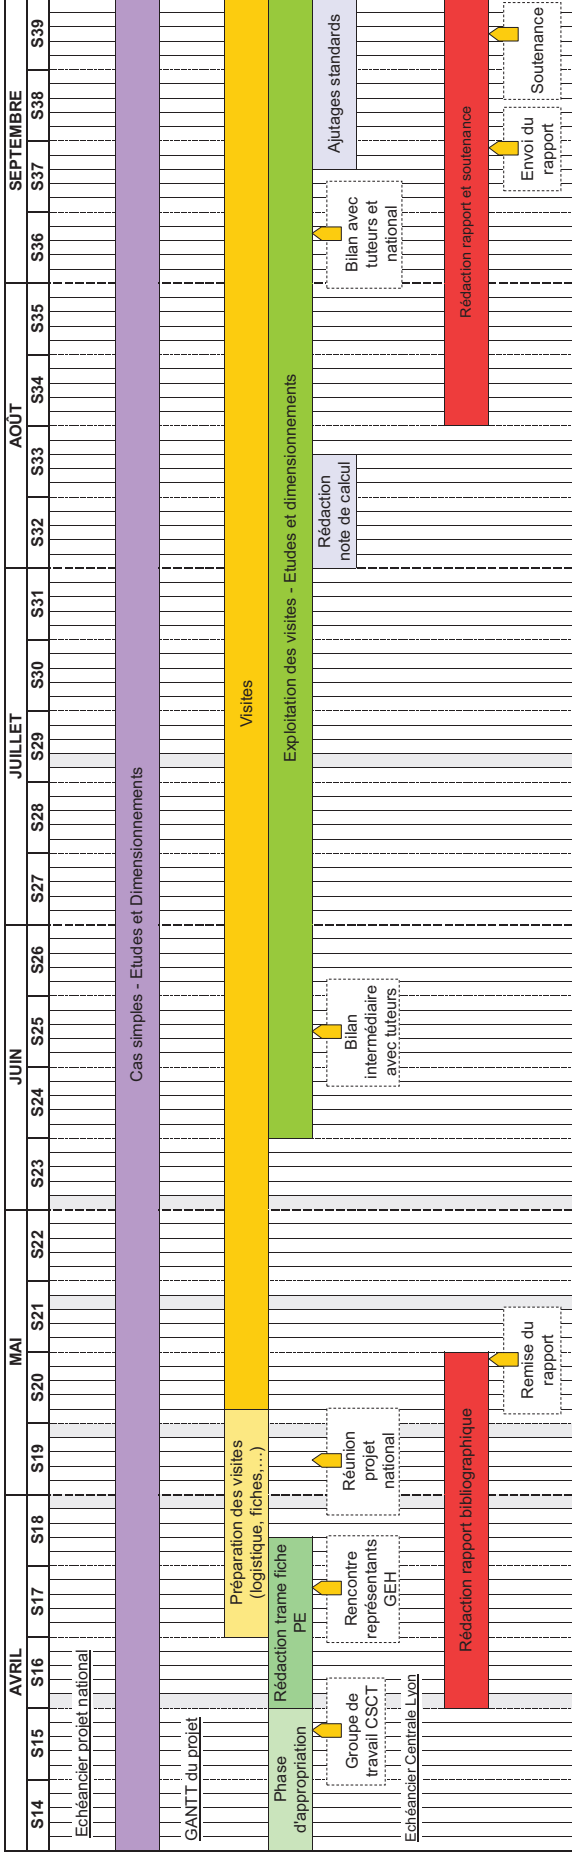 AVRIL MAI JUIN JUILLET AOÛT SEPTEMBRE
S14 S15 S16 S17 S18 S19 S20 S21 S22 S23 S24 S25 S26 S27 S28 S29 S30 S31 S32 S33 S34 S35 S36 S37 S38 S39
Echéancier projet national
Cas simples - Etudes et Dimensionnements
GANTT du projet
Préparation des visites
(logistique, fiches,...)
Visites
Phase
d'appropriation
Rédaction trame fiche
PE
Exploitation des visites - Etudes et dimensionnements
Rédaction
note de calcul
Ajutages standards
Groupe de
travail CSCT
Rencontre
représentants
GEH
Réunion
projet
national
Bilan
intermédiaire
avec tuteurs
Bilan avec
tuteurs et
national
Echéancier Centrale Lyon
Rédaction rapport bibliographique
Rédaction rapport et soutenance
Remise du
rapport
Envoi du
rapport
Soutenance